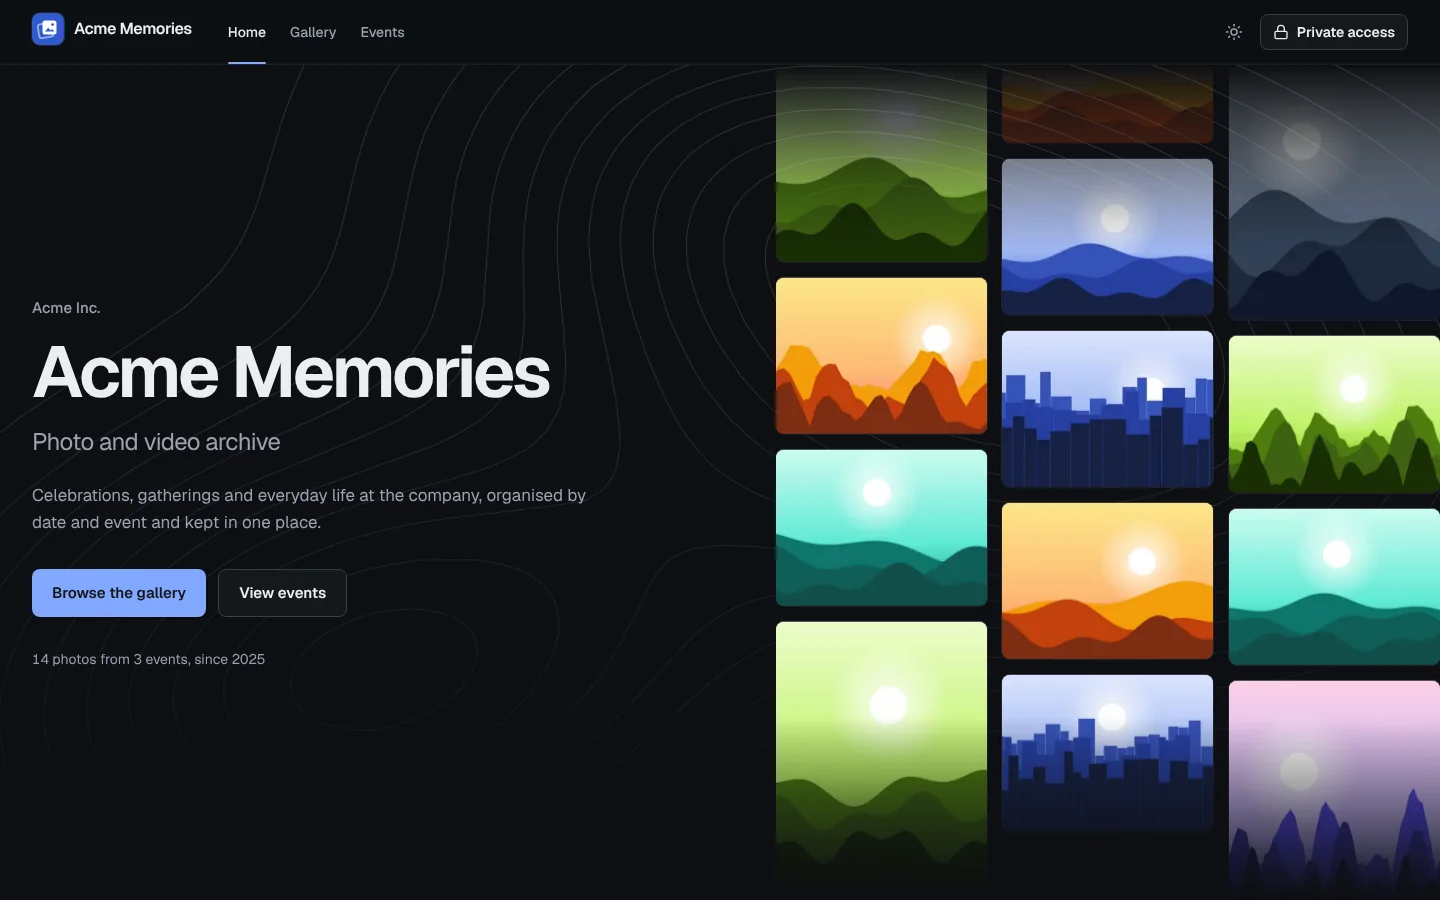 Acme Memories
Home
Gallery
Events
Private access
Acme Inc.
Acme Memories
Photo and video archive
Celebrations, gatherings and everyday life at the company, organised by
date and event and kept in one place.
Browse the gallery
View events
14 photos from 3 events, since 2025